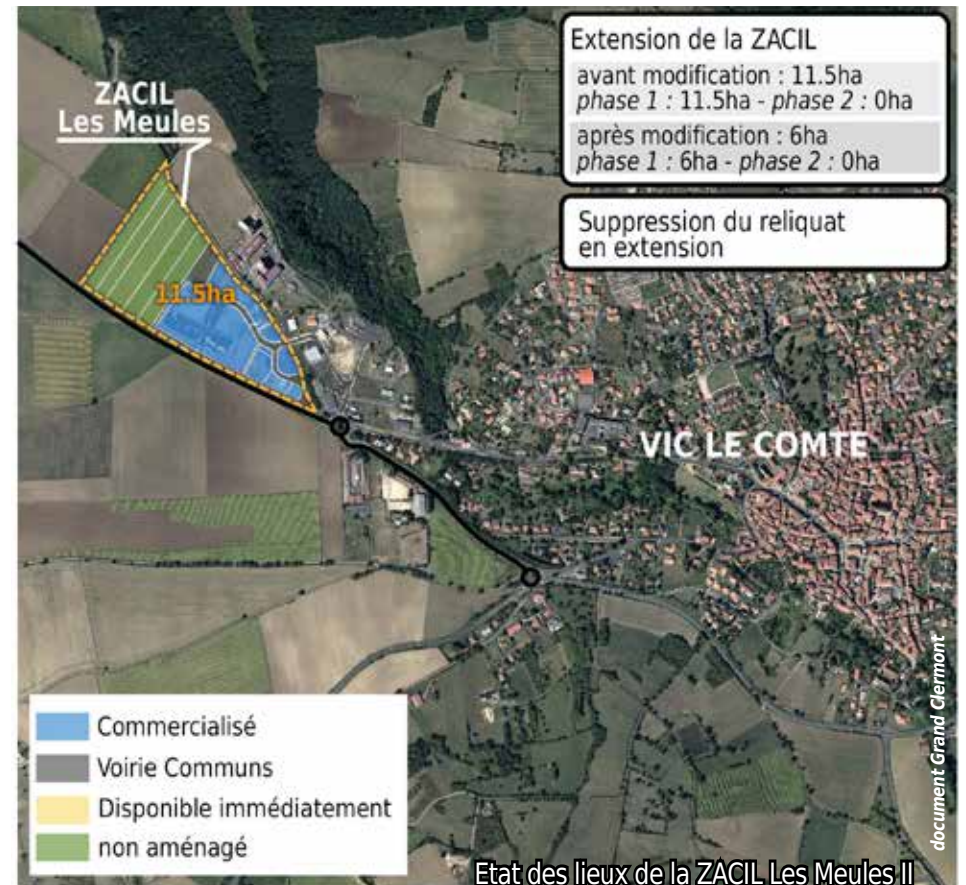 Extension de la ZACIL
avant modification : 11.5ha
phase 1 : 11.5ha - phase 2 : 0ha
après modification : 6ha
phase 1 : 6ha - phase 2 : 0ha
Suppression du reliquat
en extension
ZACIL
Les Meules
11.5ha
VIC LE COMTE
Commercialisé
Voirie Communs
Disponible immédiatement
non aménagé
document Grand Clermont
Etat des lieux de la ZACIL Les Meules II